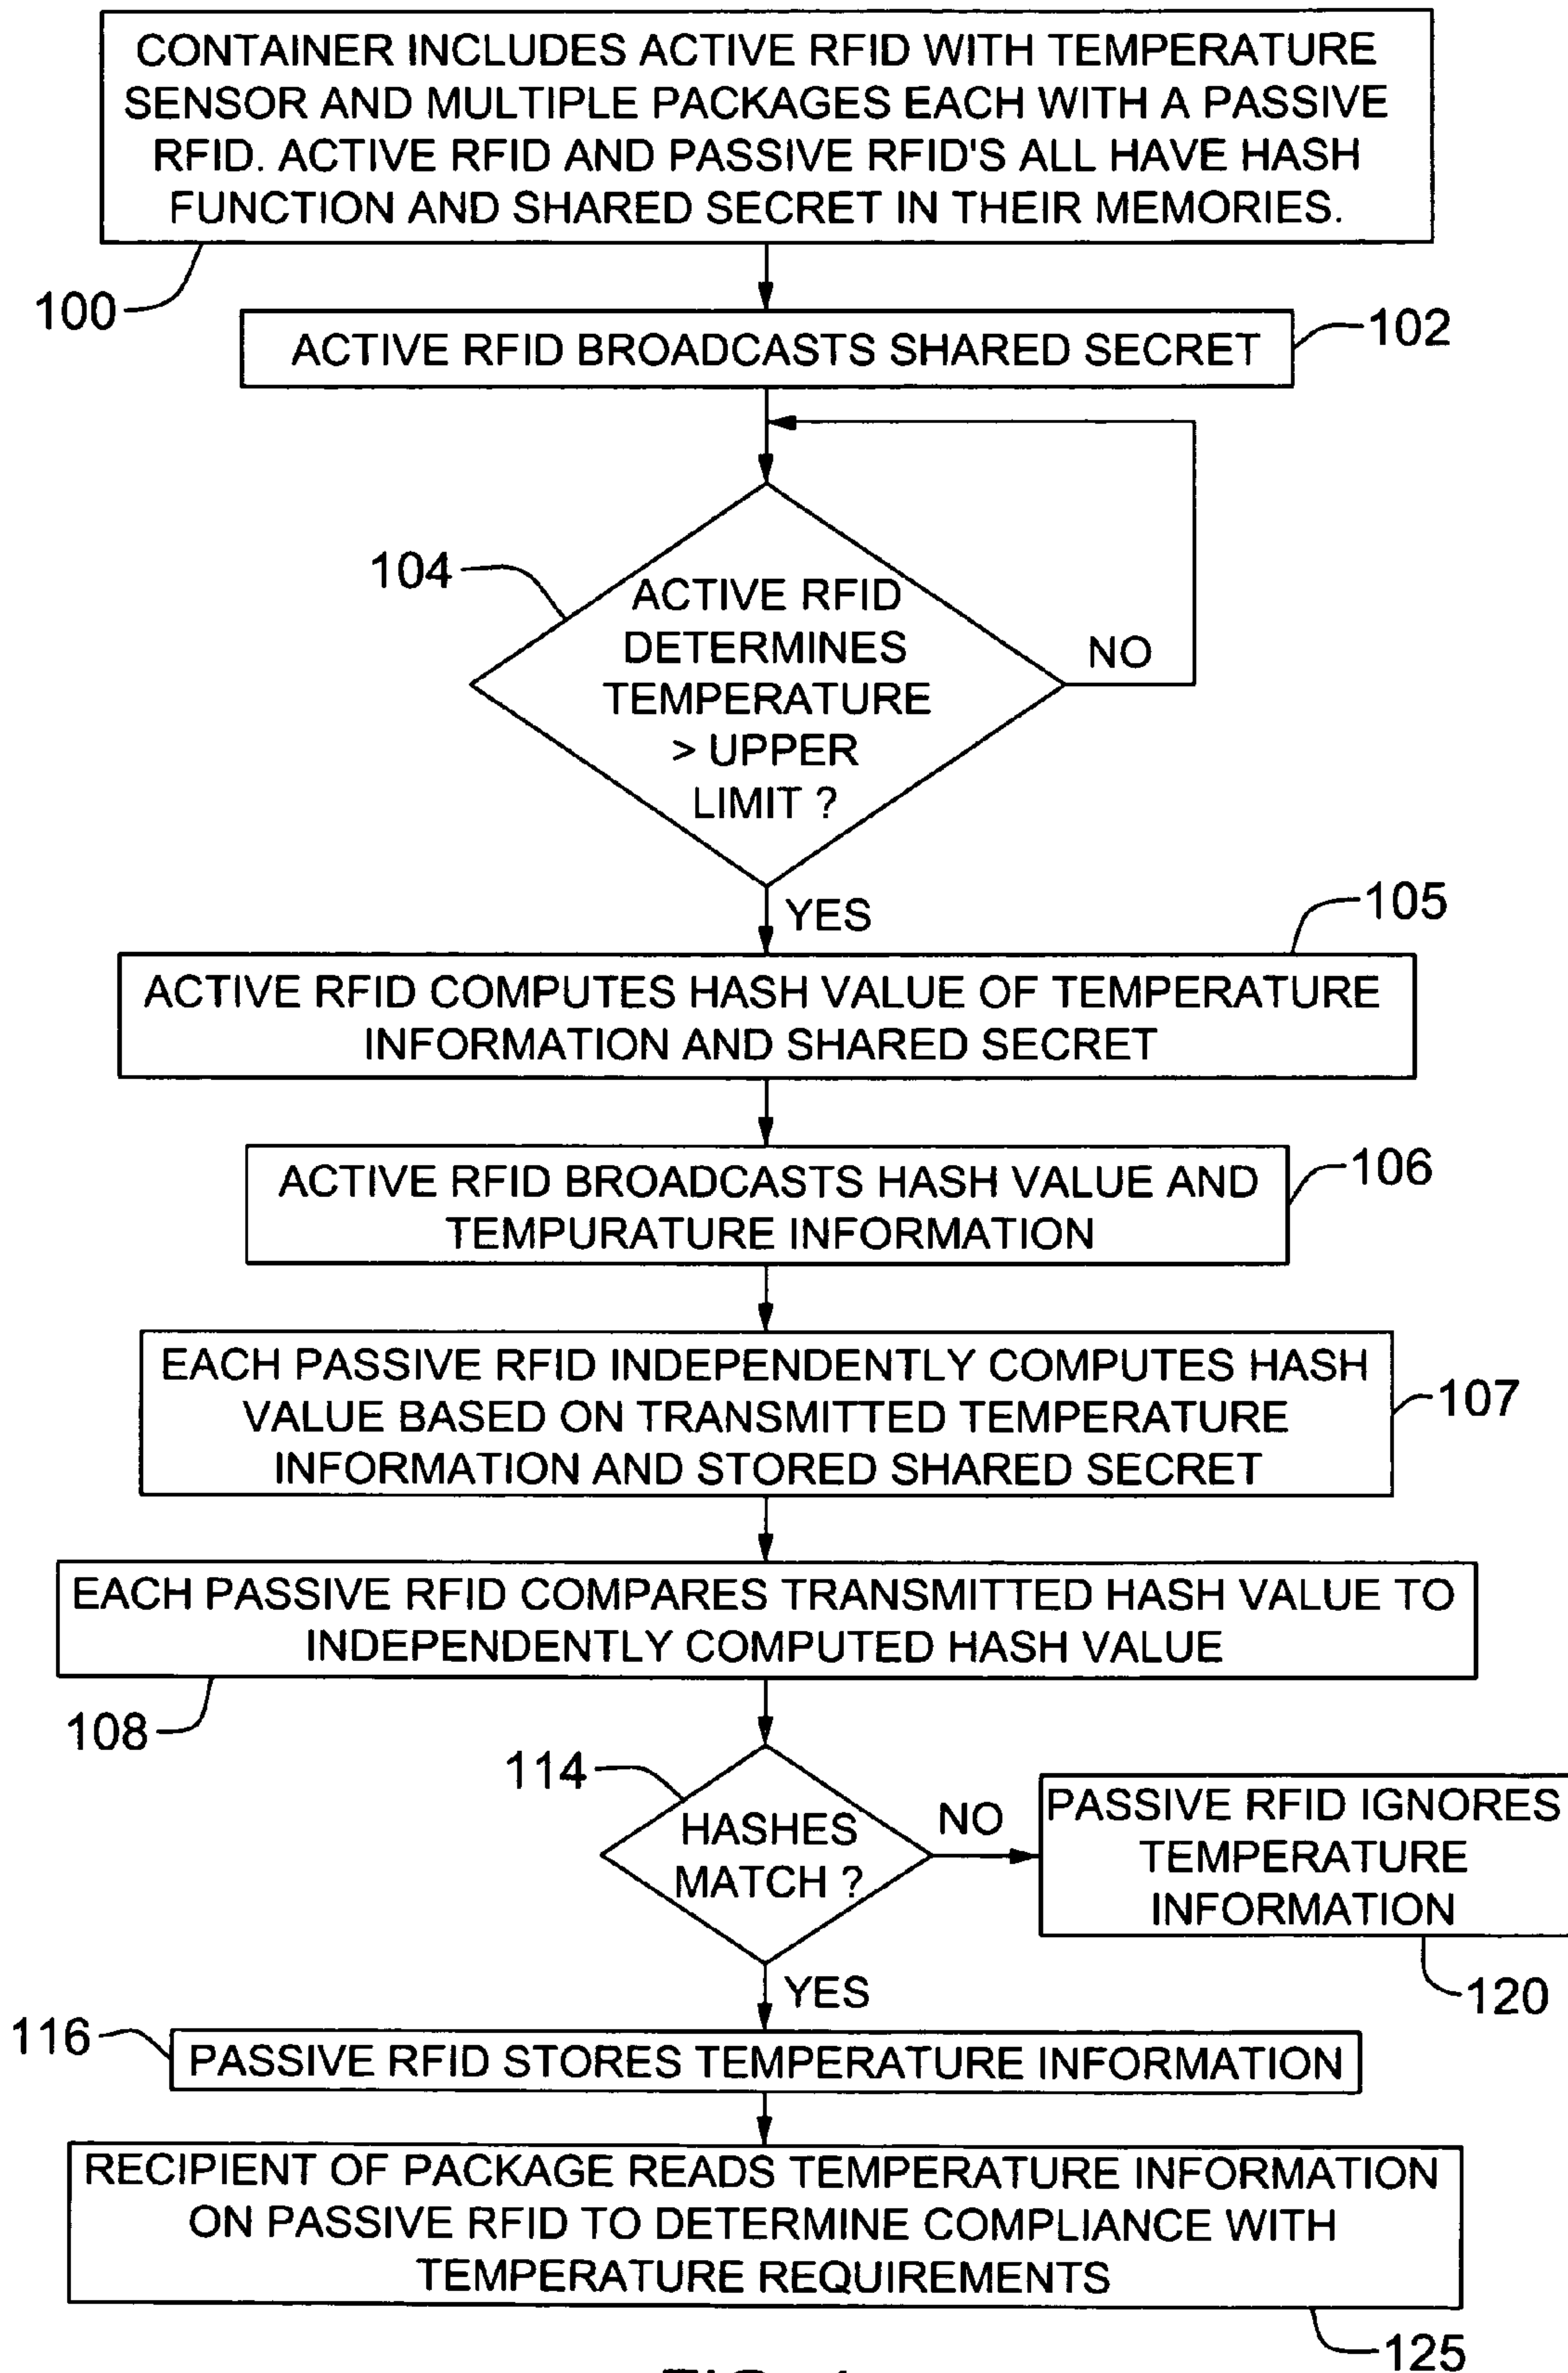 CONTAINER INCLUDES ACTIVE RFID WITH TEMPERATURE
SENSOR AND MULTIPLE PACKAGES EACH WITH A PASSIVE
RFID. ACTIVE RFID AND PASSIVE RFID'S ALL HAVE HASH
FUNCTION AND SHARED SECRET IN THEIR MEMORIES.
100
ACTIVE RFID BROADCASTS SHARED SECRET
102
104
ACTIVE RFID
DETERMINES
TEMPERATURE
> UPPER
LIMIT ?
NO
YES
105
ACTIVE RFID COMPUTES HASH VALUE OF TEMPERATURE
INFORMATION AND SHARED SECRET
ACTIVE RFID BROADCASTS HASH VALUE AND
TEMPURATURE INFORMATION
106
EACH PASSIVE RFID INDEPENDENTLY COMPUTES HASH
VALUE BASED ON TRANSMITTED TEMPERATURE
INFORMATION AND STORED SHARED SECRET
107
EACH PASSIVE RFID COMPARES TRANSMITTED HASH VALUE TO
INDEPENDENTLY COMPUTED HASH VALUE
108
114
HASHES
MATCH ?
NO
PASSIVE RFID IGNORES
TEMPERATURE
INFORMATION
120
YES
116
PASSIVE RFID STORES TEMPERATURE INFORMATION
RECIPIENT OF PACKAGE READS TEMPERATURE INFORMATION
ON PASSIVE RFID TO DETERMINE COMPLIANCE WITH
TEMPERATURE REQUIREMENTS
125